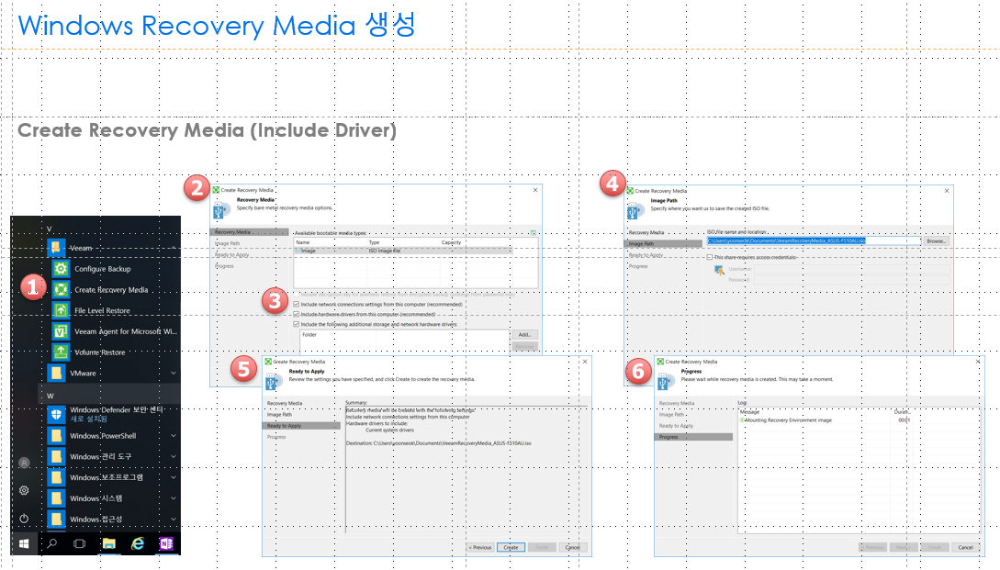 Windows Recovery Media 생성
Create Recovery Media (Include Driver)
1
V
Veeam
Configure Backup
Create Recovery Media
File Level Restore
Veeam Agent for Microsoft Wi...
Volume Restore
VMware
W
Windows Defender 보안 센터
새로 설치됨
Windows PowerShell
Windows 관리 도구
Windows 보조프로그램
Windows 시스템
Windows 접근성
2
Create Recovery Media
Recovery Media
Specify bare metal recovery media options.
Recovery Media
Image Path
Ready to Apply
Progress
Available bootable media types:
Name Type Capacity
Image ISO image file
3
Include network connections settings from this computer (recommended)
Include hardware drivers from this computer (recommended)
Include the following additional storage and network hardware drivers:
Folder
Add...
Remove
4
Create Recovery Media
Image Path
Specify where you want us to save the created ISO file.
Recovery Media
Image Path
Ready to Apply
Progress
ISO file name and location:
C:\Users\yoonseok\Documents\VeeamRecoveryMedia_ASUS-F510AU.iso
Browse...
This share requires access credentials:
Username:
Password:
5
Create Recovery Media
Ready to Apply
Review the settings you have specified, and click Create to create the recovery media.
Recovery Media
Image Path
Ready to Apply
Progress
Summary:
Recovery media will be created with the following settings:
Include network connections settings from this computer
Hardware drivers to include:
Current system drivers
Destination: C:\Users\yoonseok\Documents\VeeamRecoveryMedia_ASUS-F510AU.iso
< Previous Create Finish Cancel
6
Create Recovery Media
Progress
Please wait while recovery media is created. This may take a moment.
Recovery Media
Image Path
Ready to Apply
Progress
Log:
Message Durati...
Mounting Recovery Environment image 00:01
< Previous Next > Finish Cancel